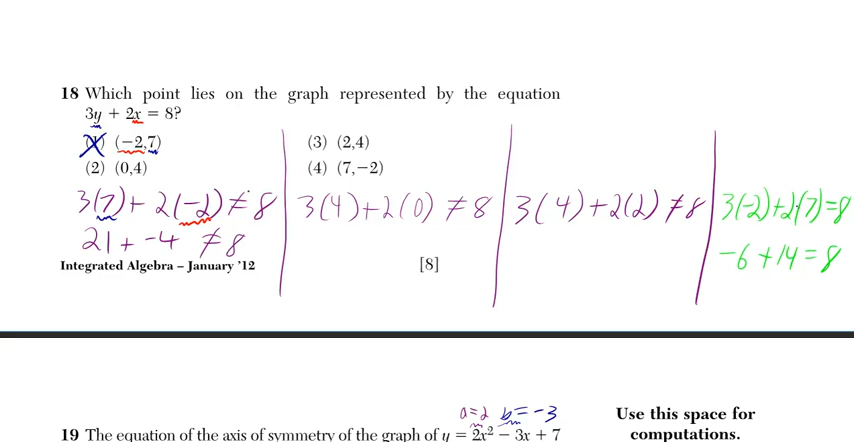 18 Which point lies on the graph represented by the equation
3y + 2x = 8?
(1) (−2,7)
(2) (0,4)
(3) (2,4)
(4) (7,−2)
3(7)+2(-2)≠8
21+-4 ≠8
3(4)+2(0) ≠8
3(4)+2(2)≠8
3(-2)+2(7)=8
-6+14=8
Integrated Algebra – January ’12
[8]
a=2 b=-3
19 The equation of the axis of symmetry of the graph of y = 2x² − 3x + 7
Use this space for
computations.